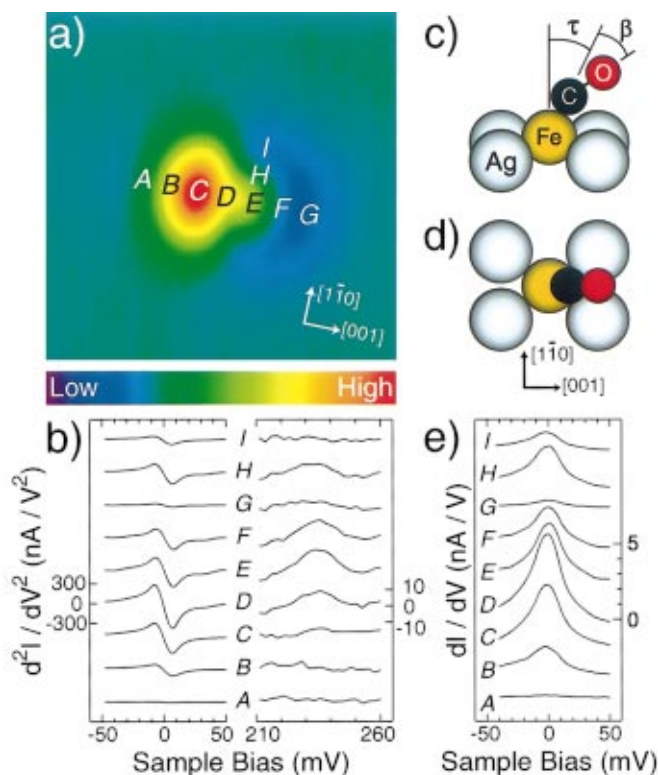 a)
A B C D E F G
H
I
[11̄0]
[001]
Low High
c)
τ β
C O
Fe
Ag
d)
[11̄0]
[001]
b)
d²I / dV² (nA / V²)
300
0
-300
I
H
G
F
E
D
C
B
A
10
0
-10
-50 0 50 210 260
Sample Bias (mV)
e)
dI / dV (nA / V)
I
H
G
F
E
D
C
B
A
5
0
-50 0 50
Sample Bias (mV)